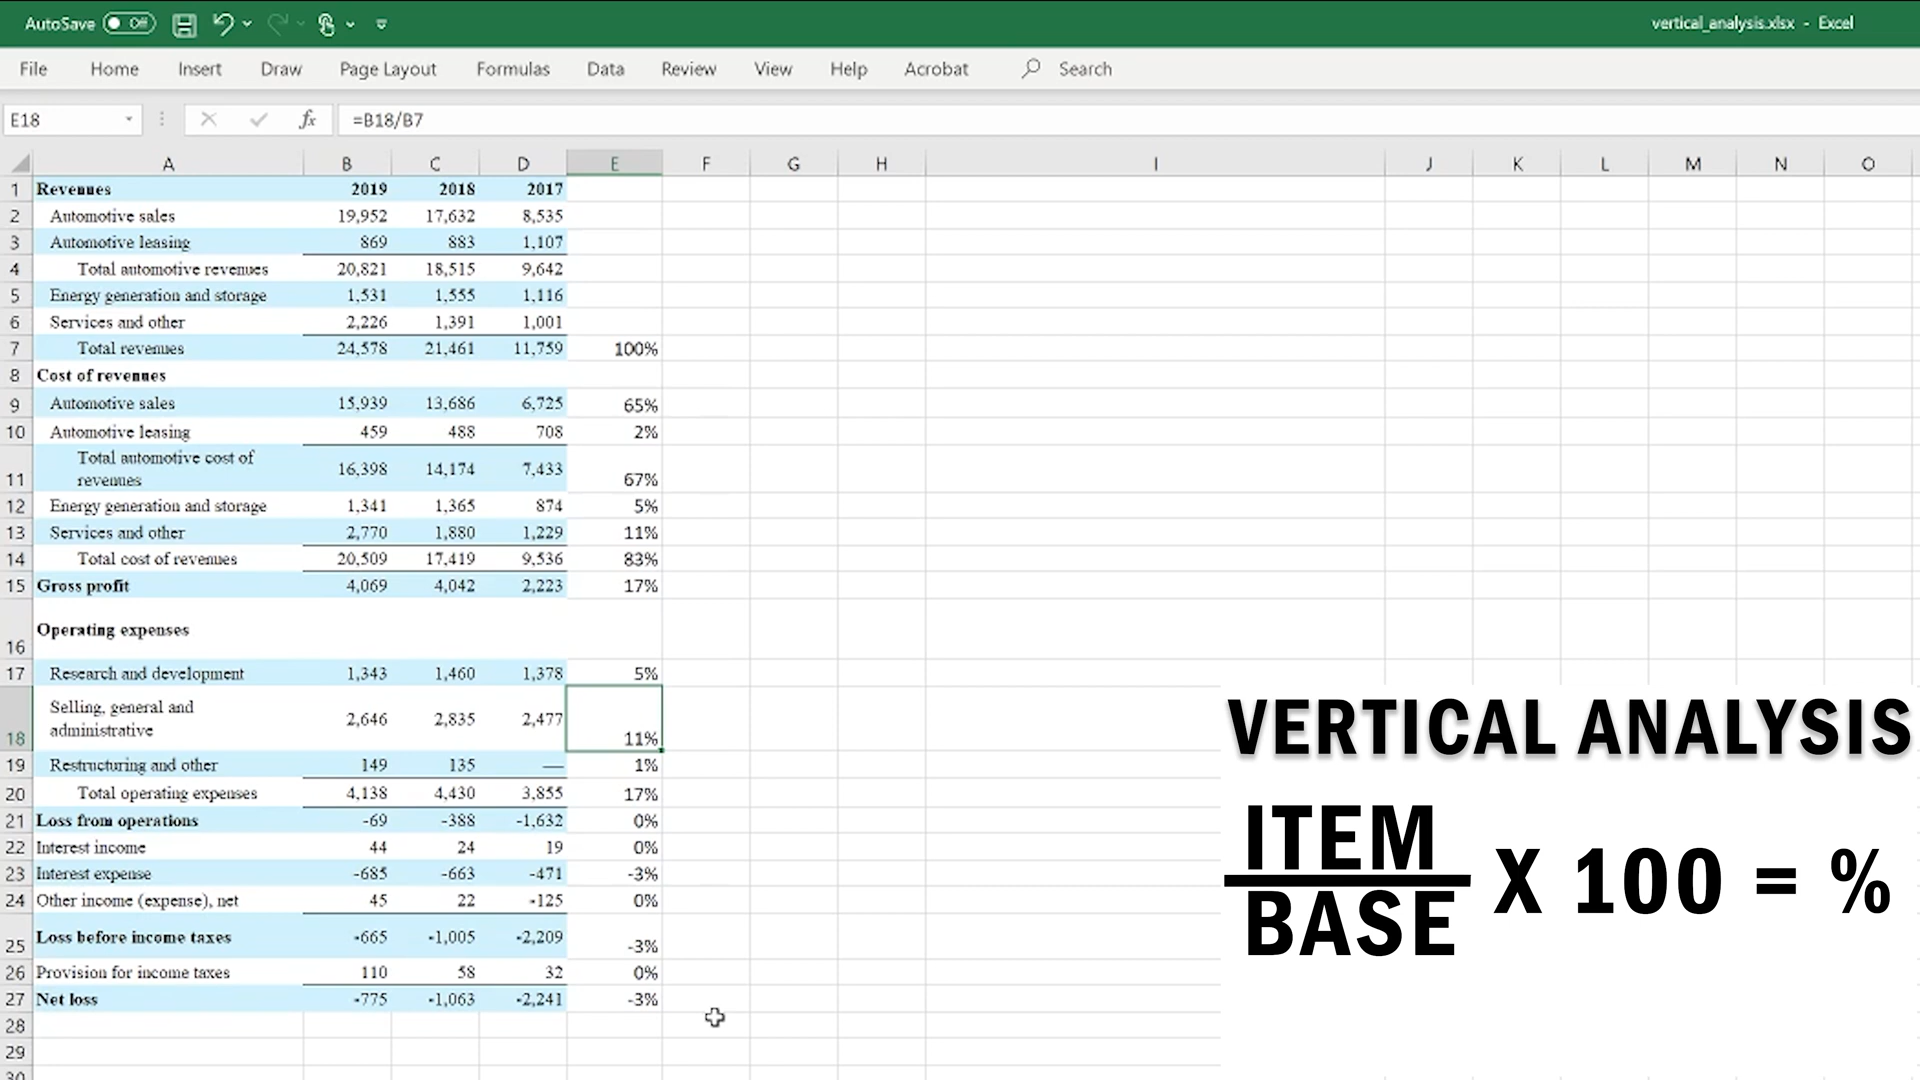 AutoSave Off vertical_analysis.xlsx - Excel
File Home Insert Draw Page Layout Formulas Data Review View Help Acrobat Search
E18 fx =B18/B7
A B C D E F G H I J K L M N O
1 Revenues 2019 2018 2017
2 Automotive sales 19,952 17,632 8,535
3 Automotive leasing 869 883 1,107
4 Total automotive revenues 20,821 18,515 9,642
5 Energy generation and storage 1,531 1,555 1,116
6 Services and other 2,226 1,391 1,001
7 Total revenues 24,578 21,461 11,759 100%
8 Cost of revenues
9 Automotive sales 15,939 13,686 6,725 65%
10 Automotive leasing 459 488 708 2%
Total automotive cost of
11 revenues 16,398 14,174 7,433 67%
12 Energy generation and storage 1,341 1,365 874 5%
13 Services and other 2,770 1,880 1,229 11%
14 Total cost of revenues 20,509 17,419 9,536 83%
15 Gross profit 4,069 4,042 2,223 17%
16 Operating expenses
17 Research and development 1,343 1,460 1,378 5%
Selling, general and
18 administrative 2,646 2,835 2,477 11%
19 Restructuring and other 149 135 — 1%
20 Total operating expenses 4,138 4,430 3,855 17%
21 Loss from operations -69 -388 -1,632 0%
22 Interest income 44 24 19 0%
23 Interest expense -685 -663 -471 -3%
24 Other income (expense), net 45 22 -125 0%
25 Loss before income taxes -665 -1,005 -2,209 -3%
26 Provision for income taxes 110 58 32 0%
27 Net loss -775 -1,063 -2,241 -3%
28
29
30
VERTICAL ANALYSIS
ITEM
BASE X 100 = %